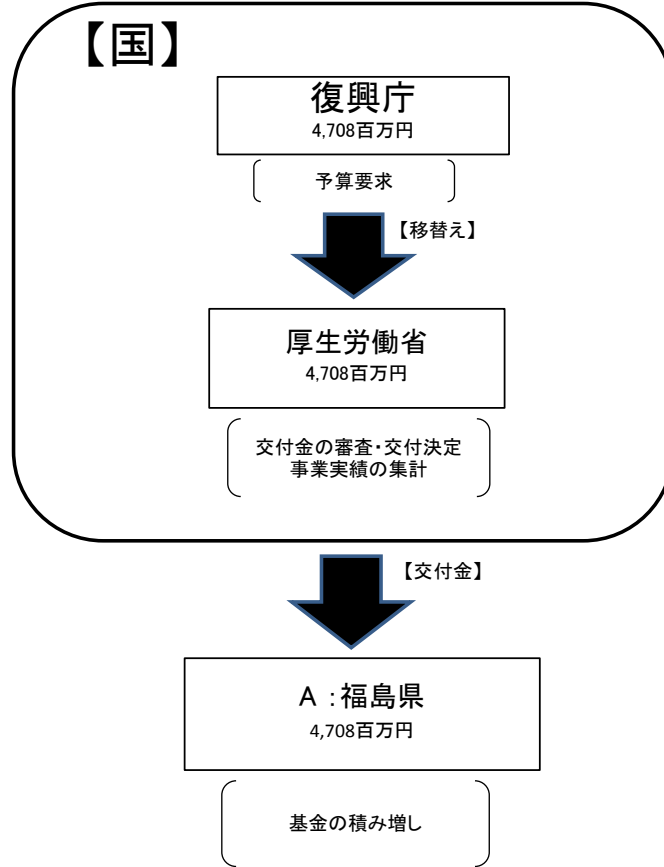 【国】
復興庁
4,708百万円
予算要求
【移替え】
厚生労働省
4,708百万円
交付金の審査・交付決定
事業実績の集計
【交付金】
A:福島県
4,708百万円
基金の積み増し